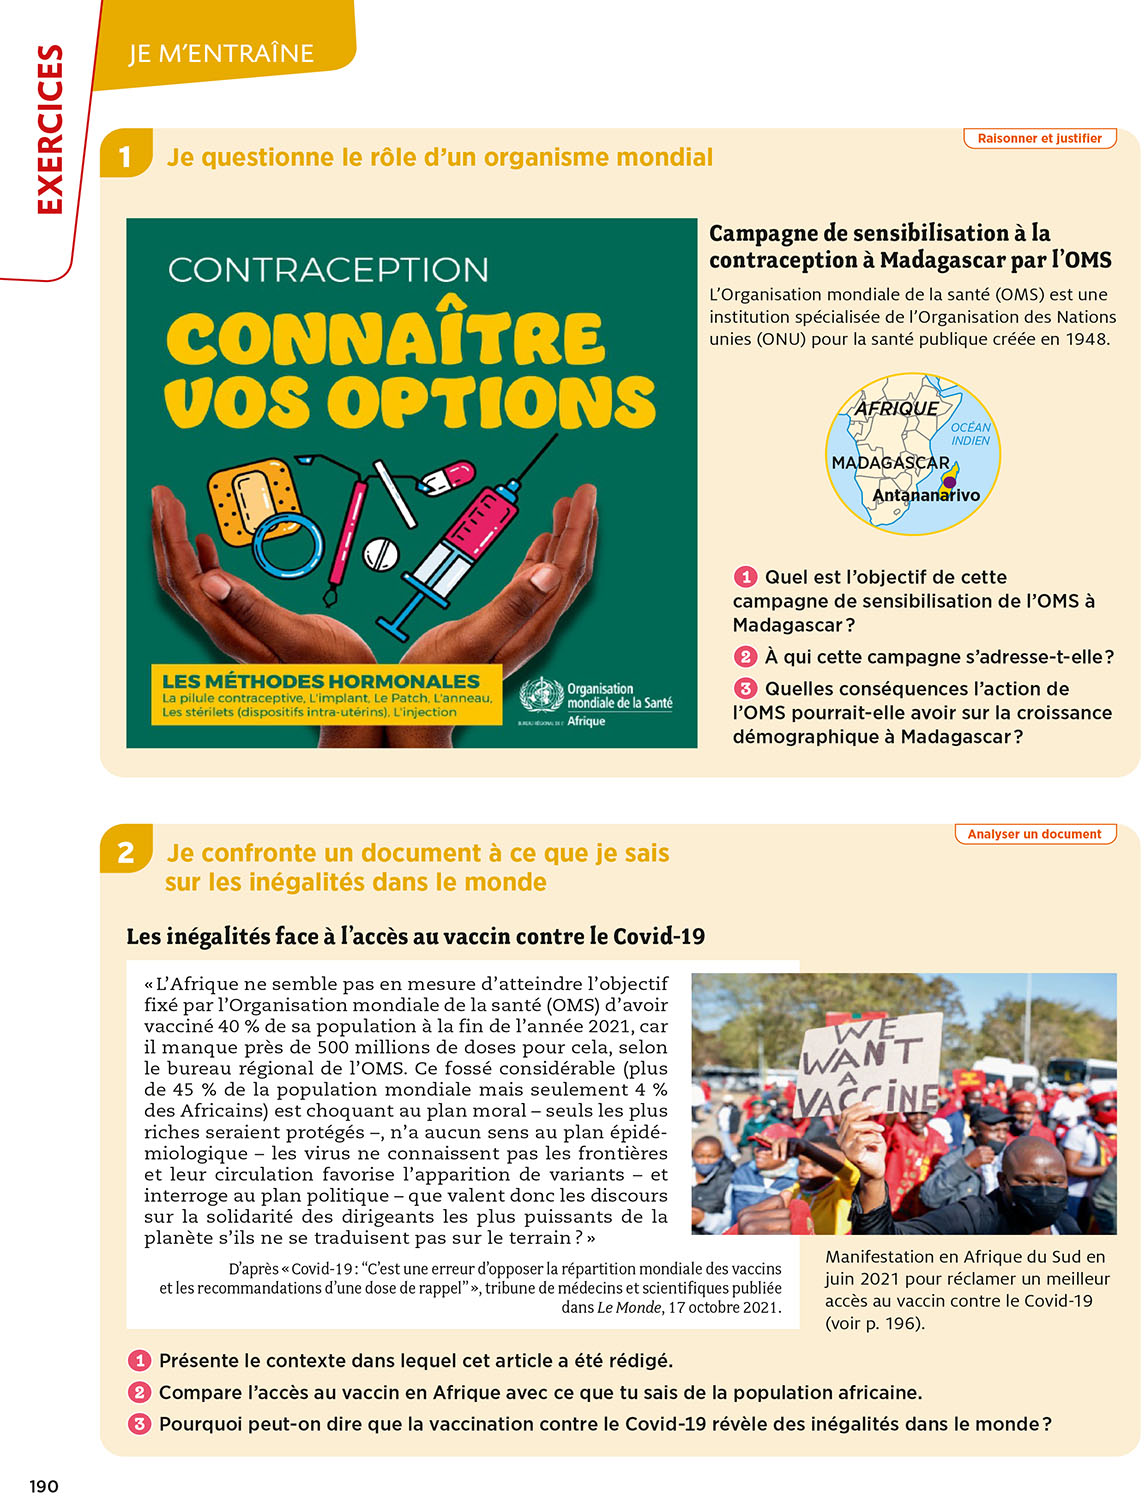 EXERCICES
JE M'ENTRAÎNE
1 Je questionne le rôle d'un organisme mondial
Raisonner et justifier
CONTRACEPTION
CONNAÎTRE
VOS OPTIONS
LES MÉTHODES HORMONALES
La pilule contraceptive, L'implant, Le Patch, L'anneau,
Les stérilets (dispositifs intra-utérins), L'injection
Organisation
mondiale de la Santé
BUREAU RÉGIONAL DE L' Afrique
Campagne de sensibilisation à la
contraception à Madagascar par l'OMS
L'Organisation mondiale de la santé (OMS) est une
institution spécialisée de l'Organisation des Nations
unies (ONU) pour la santé publique créée en 1948.
AFRIQUE
OCÉAN
INDIEN
MADAGASCAR
Antananarivo
1 Quel est l'objectif de cette
campagne de sensibilisation de l'OMS à
Madagascar ?
2 À qui cette campagne s'adresse-t-elle ?
3 Quelles conséquences l'action de
l'OMS pourrait-elle avoir sur la croissance
démographique à Madagascar ?
2 Je confronte un document à ce que je sais
sur les inégalités dans le monde
Analyser un document
Les inégalités face à l'accès au vaccin contre le Covid-19
« L'Afrique ne semble pas en mesure d'atteindre l'objectif
fixé par l'Organisation mondiale de la santé (OMS) d'avoir
vacciné 40 % de sa population à la fin de l'année 2021, car
il manque près de 500 millions de doses pour cela, selon
le bureau régional de l'OMS. Ce fossé considérable (plus
de 45 % de la population mondiale mais seulement 4 %
des Africains) est choquant au plan moral – seuls les plus
riches seraient protégés –, n'a aucun sens au plan épidé-
miologique – les virus ne connaissent pas les frontières
et leur circulation favorise l'apparition de variants – et
interroge au plan politique – que valent donc les discours
sur la solidarité des dirigeants les plus puissants de la
planète s'ils ne se traduisent pas sur le terrain ? »
D'après « Covid-19 : “C'est une erreur d'opposer la répartition mondiale des vaccins
et les recommandations d'une dose de rappel” », tribune de médecins et scientifiques publiée
dans Le Monde, 17 octobre 2021.
WE
WANT
A
VACCINE
Manifestation en Afrique du Sud en
juin 2021 pour réclamer un meilleur
accès au vaccin contre le Covid-19
(voir p. 196).
1 Présente le contexte dans lequel cet article a été rédigé.
2 Compare l'accès au vaccin en Afrique avec ce que tu sais de la population africaine.
3 Pourquoi peut-on dire que la vaccination contre le Covid-19 révèle des inégalités dans le monde ?
190